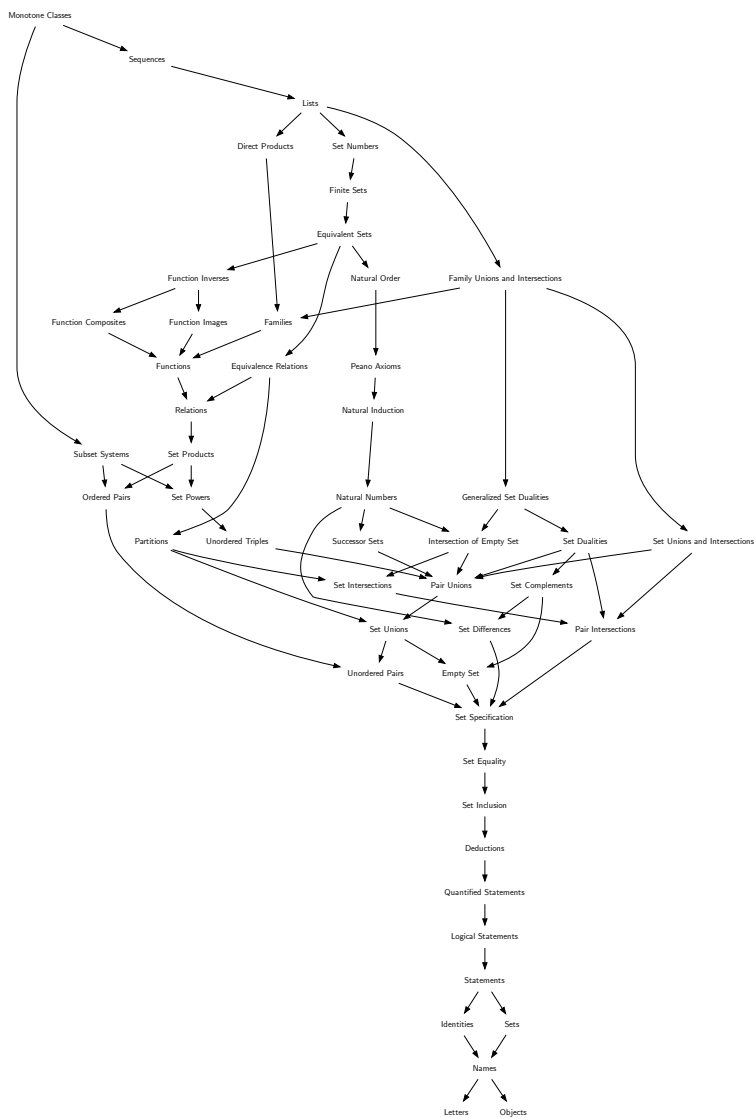 Monotone Classes
Sequences
Lists
Direct Products
Set Numbers
Finite Sets
Equivalent Sets
Function Inverses
Natural Order
Family Unions and Intersections
Function Composites
Function Images
Families
Functions
Equivalence Relations
Peano Axioms
Relations
Natural Induction
Subset Systems
Set Products
Ordered Pairs
Set Powers
Natural Numbers
Generalized Set Dualities
Partitions
Unordered Triples
Successor Sets
Intersection of Empty Set
Set Dualities
Set Unions and Intersections
Set Intersections
Pair Unions
Set Complements
Set Unions
Set Differences
Pair Intersections
Unordered Pairs
Empty Set
Set Specification
Set Equality
Set Inclusion
Deductions
Quantified Statements
Logical Statements
Statements
Identities
Sets
Names
Letters
Objects